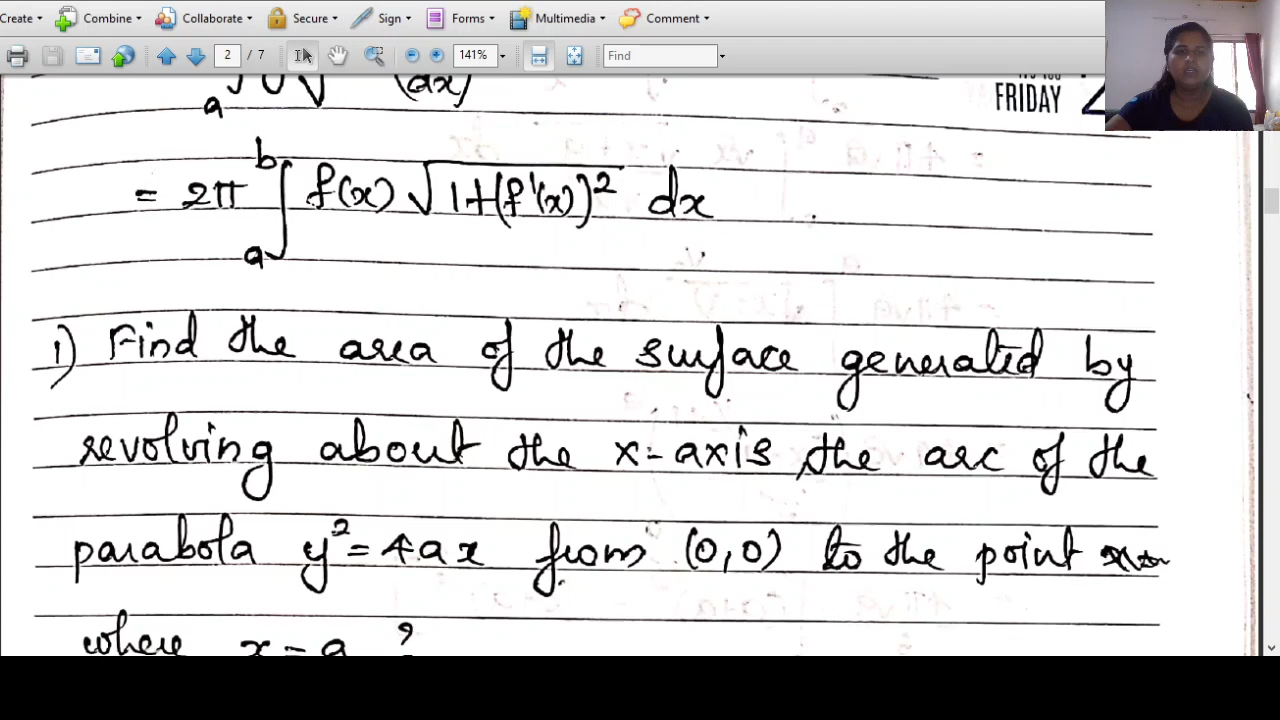 Create Combine Collaborate Secure Sign Forms Multimedia Comment
2 / 7 141% Find
a (dx)
FRIDAY
= 2π ∫ₐᵇ f(x) √1+(f'(x))² dx
1) Find the area of the surface generated by
revolving about the x-axis, the arc of the
parabola y² = 4ax from (0,0) to the point
where x = a ?